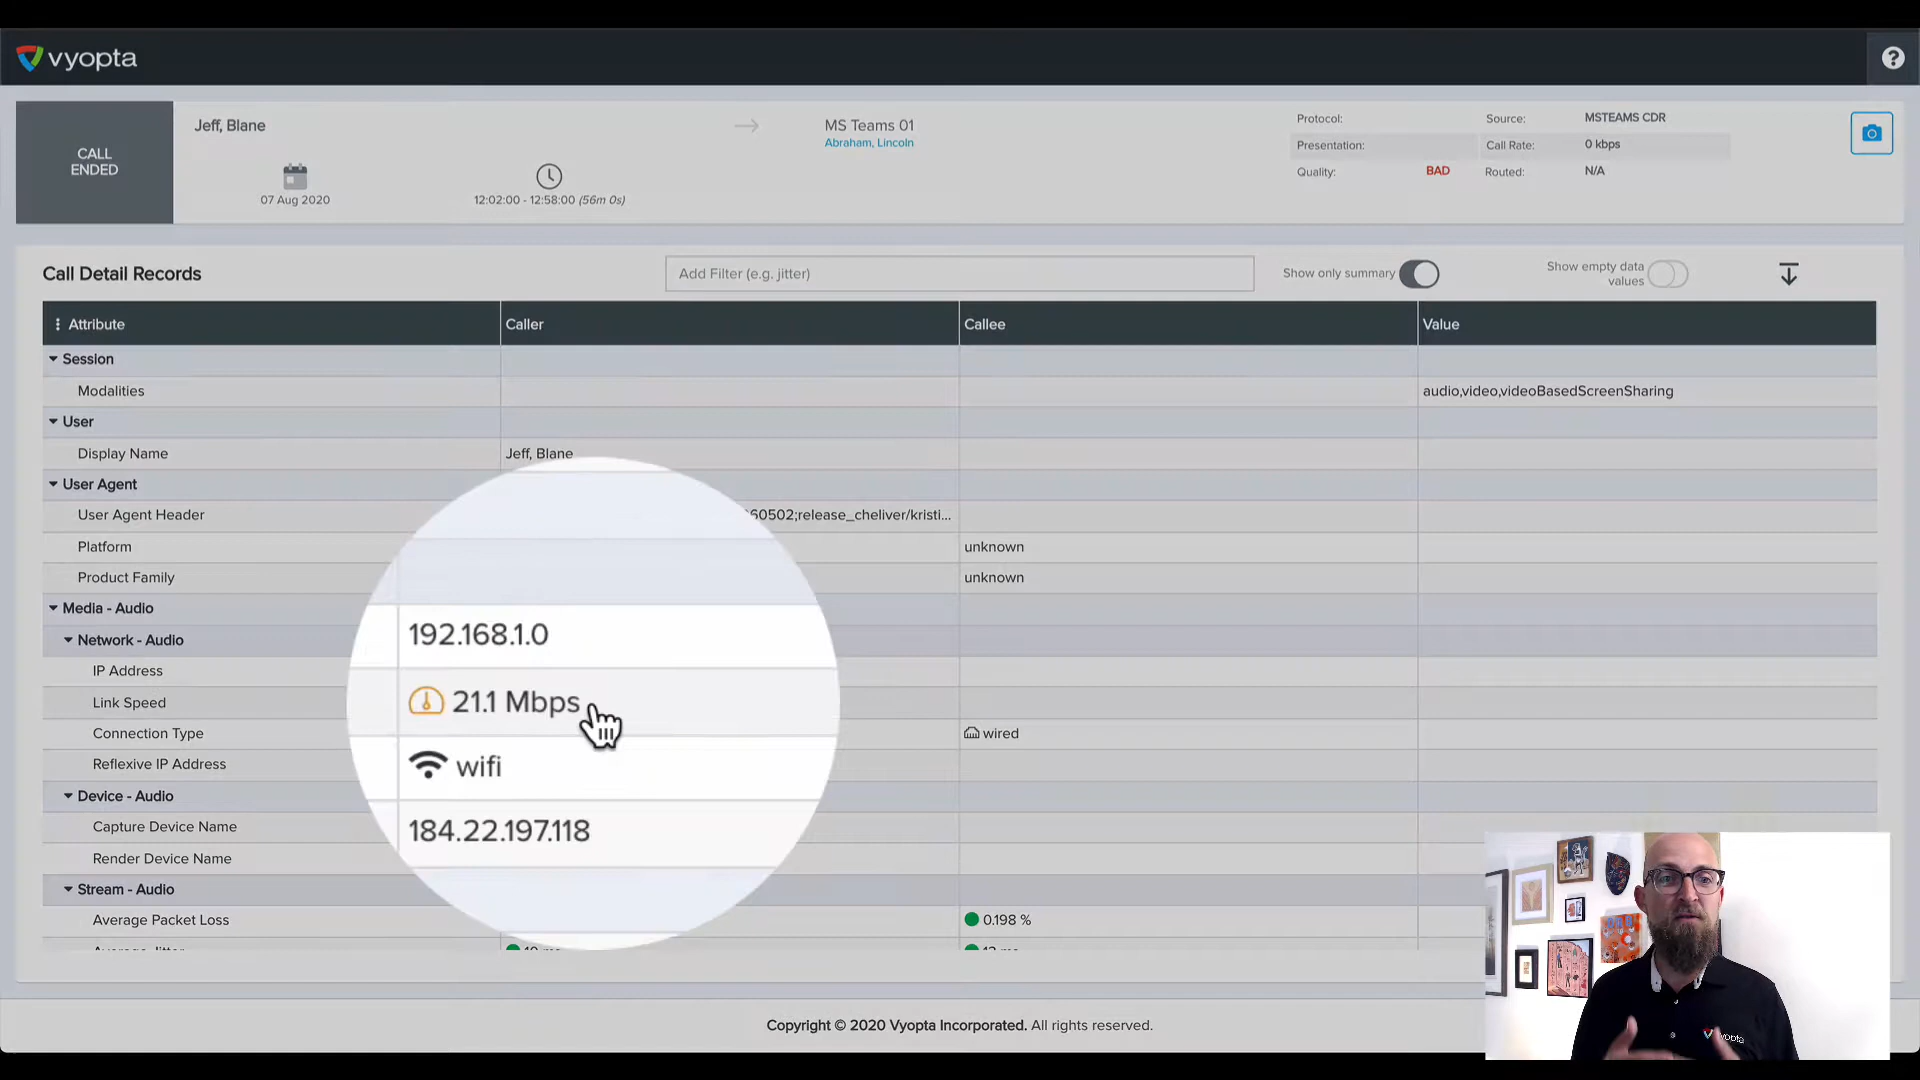 vyopta
?
CALL
ENDED
Jeff, Blane
07 Aug 2020
12:02:00 - 12:58:00 (56m 0s)
MS Teams 01
Abraham, Lincoln
Protocol:
Presentation:
Quality: BAD
Source: MSTEAMS CDR
Call Rate: 0 kbps
Routed: N/A
Call Detail Records
Add Filter (e.g. jitter)
Show only summary
Show empty data
values
Attribute Caller Callee Value
Session
Modalities audio,video,videoBasedScreenSharing
User
Display Name Jeff, Blane
User Agent
User Agent Header 60502;release_cheliver/kristi...
Platform unknown
Product Family unknown
Media - Audio
Network - Audio
192.168.1.0
IP Address
Link Speed 21.1 Mbps
Connection Type wifi wired
Reflexive IP Address
Device - Audio
Capture Device Name 184.22.197.118
Render Device Name
Stream - Audio
Average Packet Loss 0.198 %
Copyright © 2020 Vyopta Incorporated. All rights reserved.
vyopta